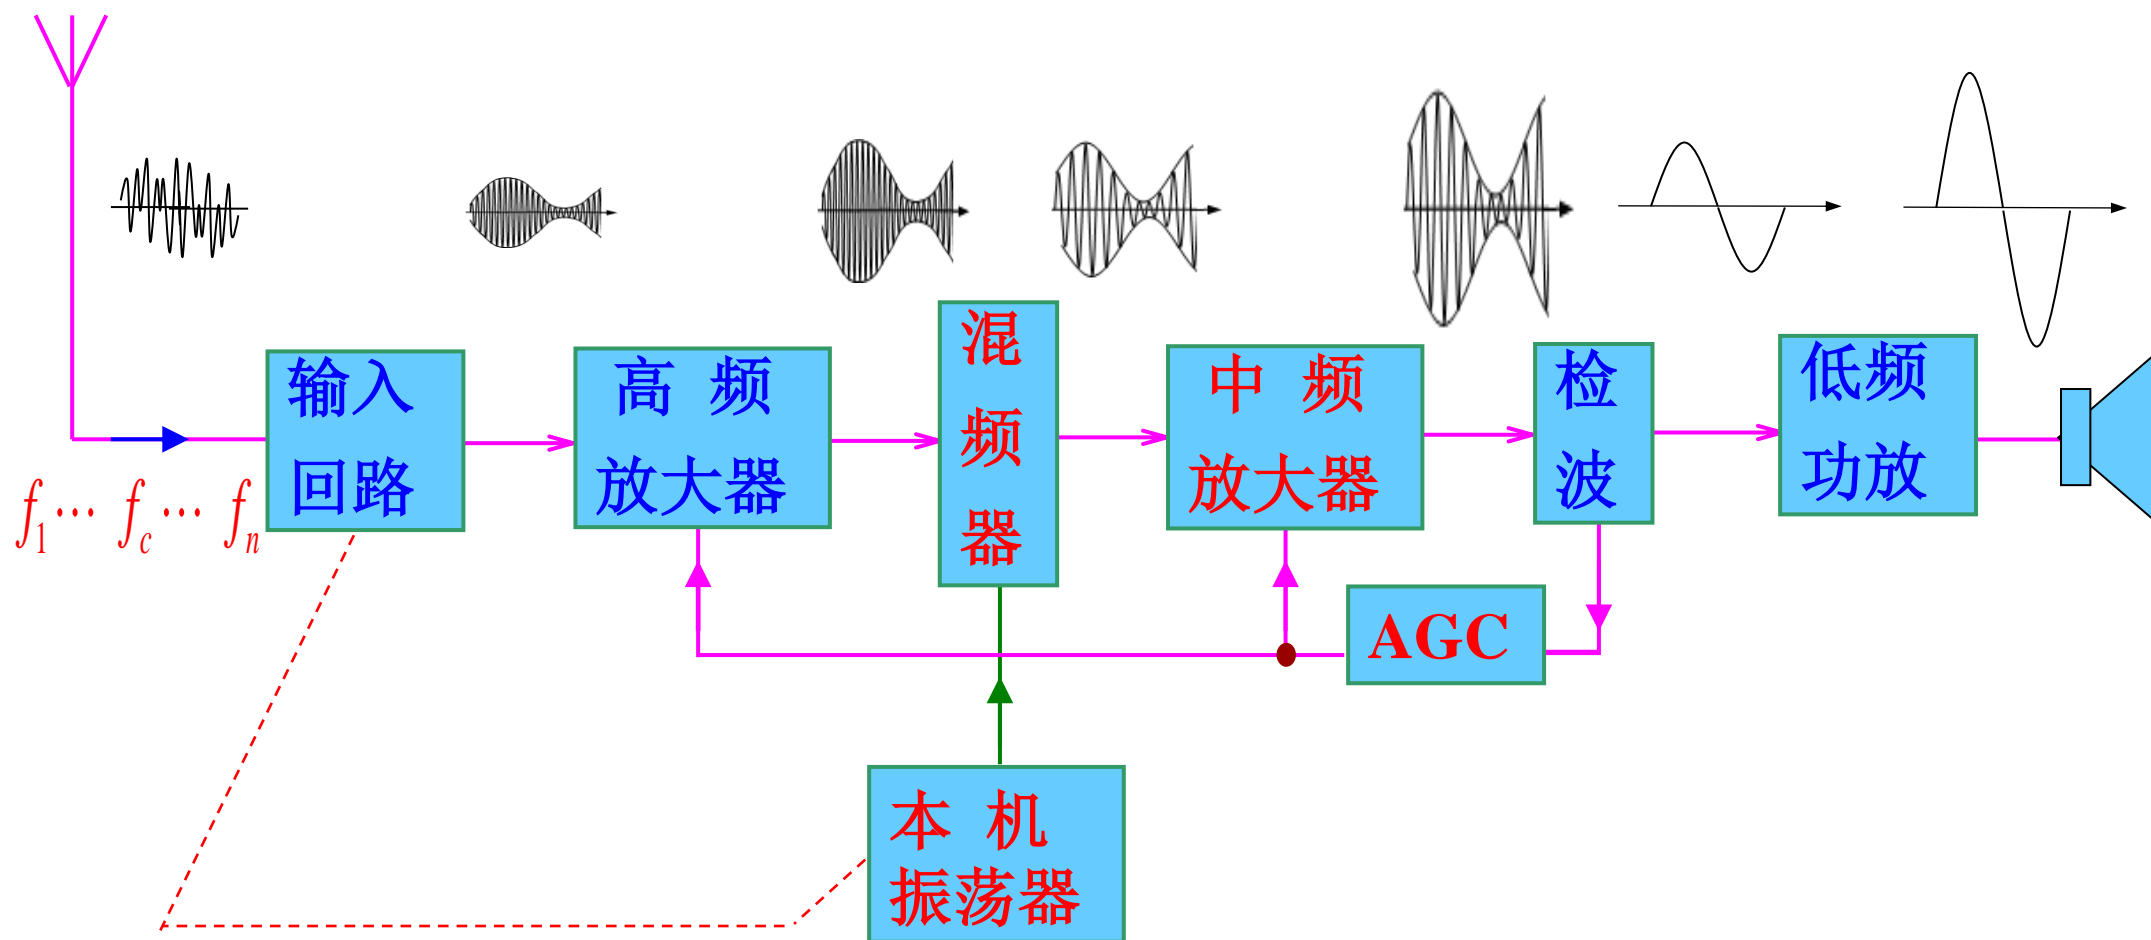 输入
回路
高 频
放大器
混
频
器
中 频
放大器
检
波
低频
功放
f1… fc… fn
AGC
本 机
振荡器